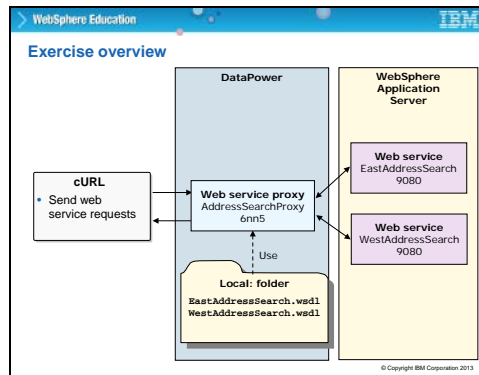 WebSphere Education
IBM
Exercise overview
DataPower
WebSphere
Application
Server
cURL
• Send web
service requests
Web service proxy
AddressSearchProxy
6nn5
Web service
EastAddressSearch
9080
Web service
WestAddressSearch
9080
Use
Local: folder
EastAddressSearch.wsdl
WestAddressSearch.wsdl
© Copyright IBM Corporation 2013